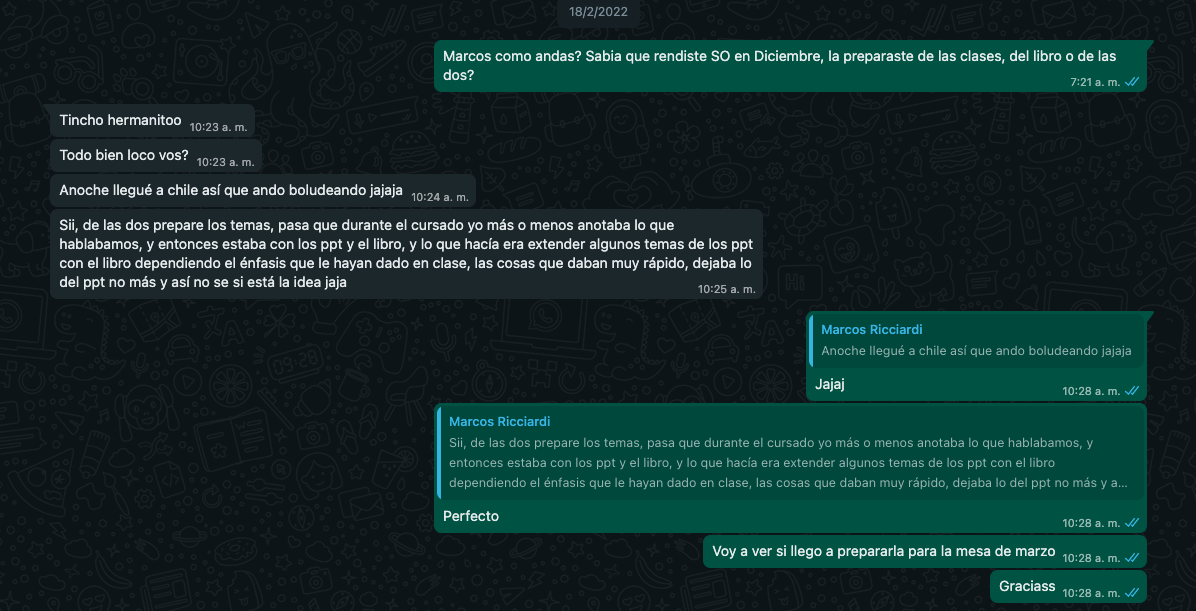 18/2/2022
Marcos como andas? Sabia que rendiste SO en Diciembre, la preparaste de las clases, del libro o de las
dos?
7:21 a. m.
Tincho hermanitoo 10:23 a. m.
Todo bien loco vos? 10:23 a. m.
Anoche llegué a chile así que ando boludeando jajaja 10:24 a. m.
Sii, de las dos prepare los temas, pasa que durante el cursado yo más o menos anotaba lo que
hablabamos, y entonces estaba con los ppt y el libro, y lo que hacía era extender algunos temas de los ppt
con el libro dependiendo el énfasis que le hayan dado en clase, las cosas que daban muy rápido, dejaba lo
del ppt no más y así no se si está la idea jaja
10:25 a. m.
Marcos Ricciardi
Anoche llegué a chile así que ando boludeando jajaja
Jajaj 10:28 a. m.
Marcos Ricciardi
Sii, de las dos prepare los temas, pasa que durante el cursado yo más o menos anotaba lo que hablabamos, y
entonces estaba con los ppt y el libro, y lo que hacía era extender algunos temas de los ppt con el libro
dependiendo el énfasis que le hayan dado en clase, las cosas que daban muy rápido, dejaba lo del ppt no más y a...
Perfecto 10:28 a. m.
Voy a ver si llego a prepararla para la mesa de marzo 10:28 a. m.
Graciass 10:28 a. m.